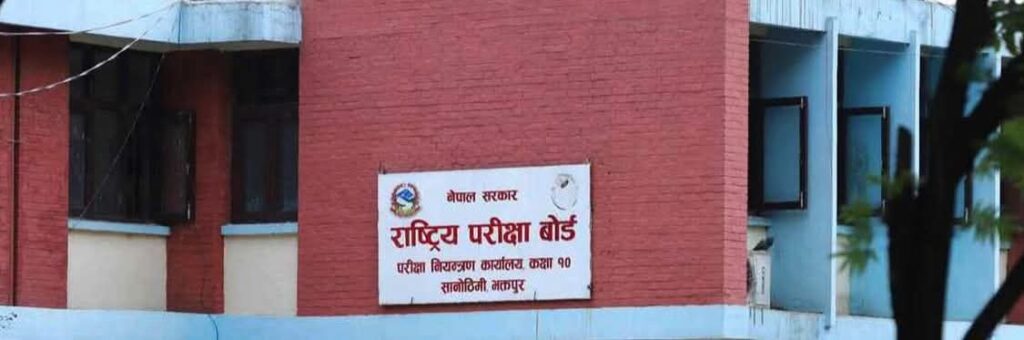 नेपाल सरकार
राष्ट्रिय परीक्षा बोर्ड
परीक्षा नियन्त्रण कार्यालय, कक्षा १०
सानोठिमी, भक्तपुर